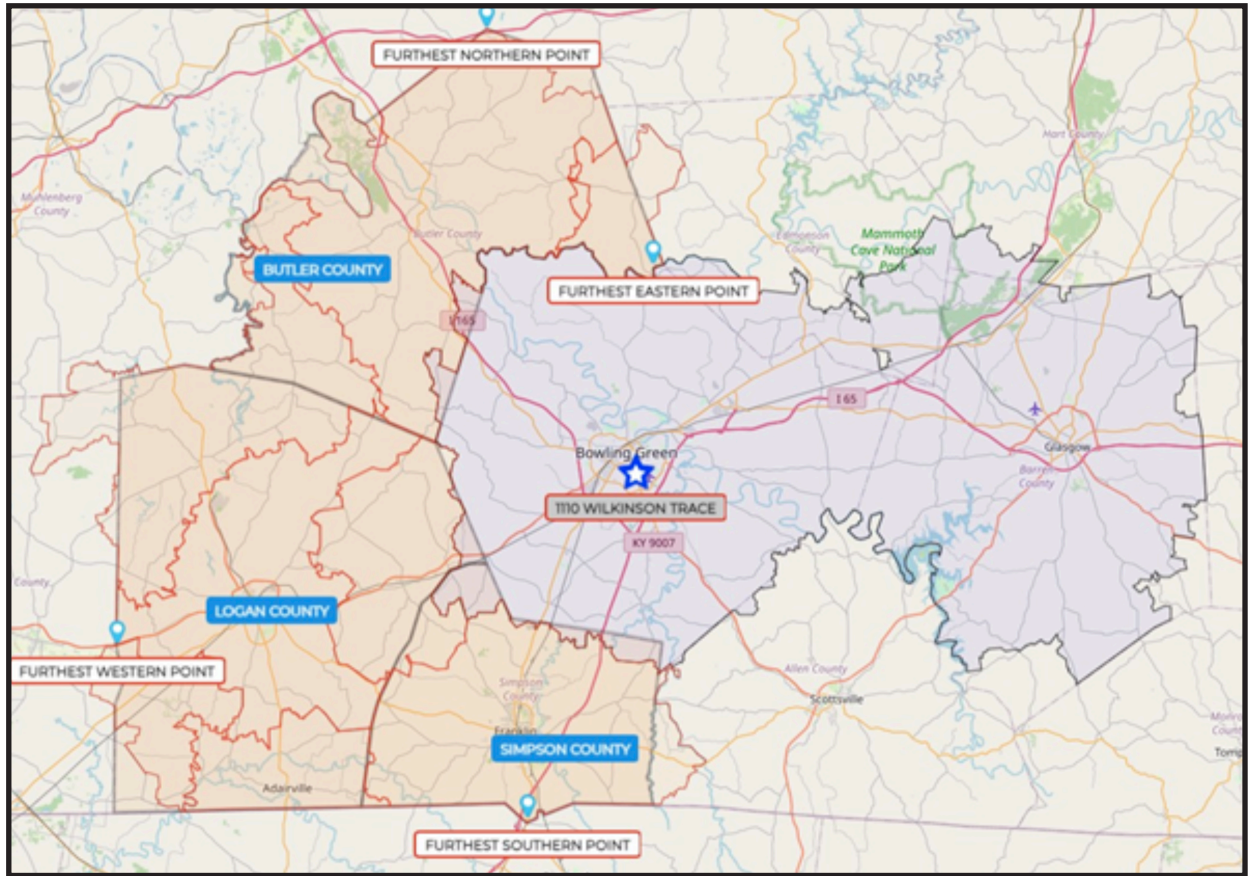 FURTHEST NORTHERN POINT
Hart County
Muhlenberg
County
Butler County
Edmonson
County
Mammoth
Cave National
Park
BUTLER COUNTY
FURTHEST EASTERN POINT
I 165
I 65
Bowling Green
Glasgow
Barren
County
1110 WILKINSON TRACE
KY 9007
County
LOGAN COUNTY
FURTHEST WESTERN POINT
Allen County
Simpson
County
Scottsville
Franklin
SIMPSON COUNTY
Adairville
FURTHEST SOUTHERN POINT